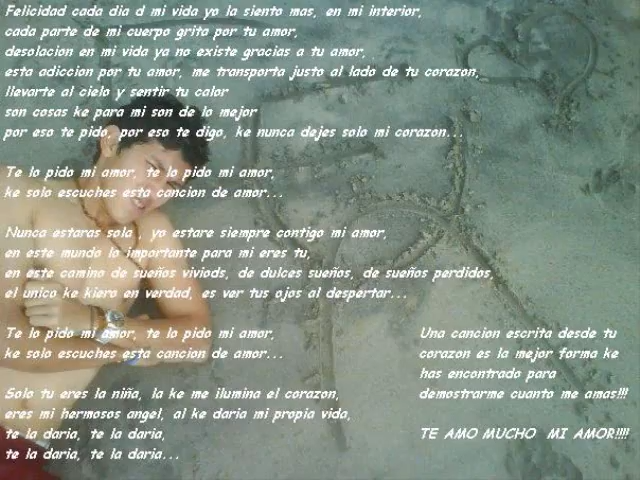 Felicidad cada dia d mi vida yo la siento mas, en mi interior,
cada parte de mi cuerpo grita por tu amor,
desolacion en mi vida ya no existe gracias a tu amor,
esta adiccion por tu amor, me transporta justo al lado de tu corazon,
llevarte al cielo y sentir tu calor
son cosas ke para mi son de lo mejor
por eso te pido, por eso te digo, ke nunca dejes solo mi corazon...
Te lo pido mi amor, te lo pido mi amor,
ke solo escuches esta cancion de amor...
Nunca estaras sola , yo estare siempre contigo mi amor,
en este mundo lo importante para mi eres tu,
en este camino de sueños viviods, de dulces sueños, de sueños perdidos,
el unico ke kiero en verdad, es ver tus ojos al despertar...
Te lo pido mi amor, te lo pido mi amor,
ke solo escuches esta cancion de amor...
Solo tu eres la niña, la ke me ilumina el corazon,
eres mi hermosos angel, al ke daria mi propia vida,
te la daria, te la daria,
te la daria, te la daria...
Una cancion escrita desde tu
corazon es la mejor forma ke
has encontrado para
demostrarme cuanto me amas!!!
TE AMO MUCHO  MI AMOR!!!!